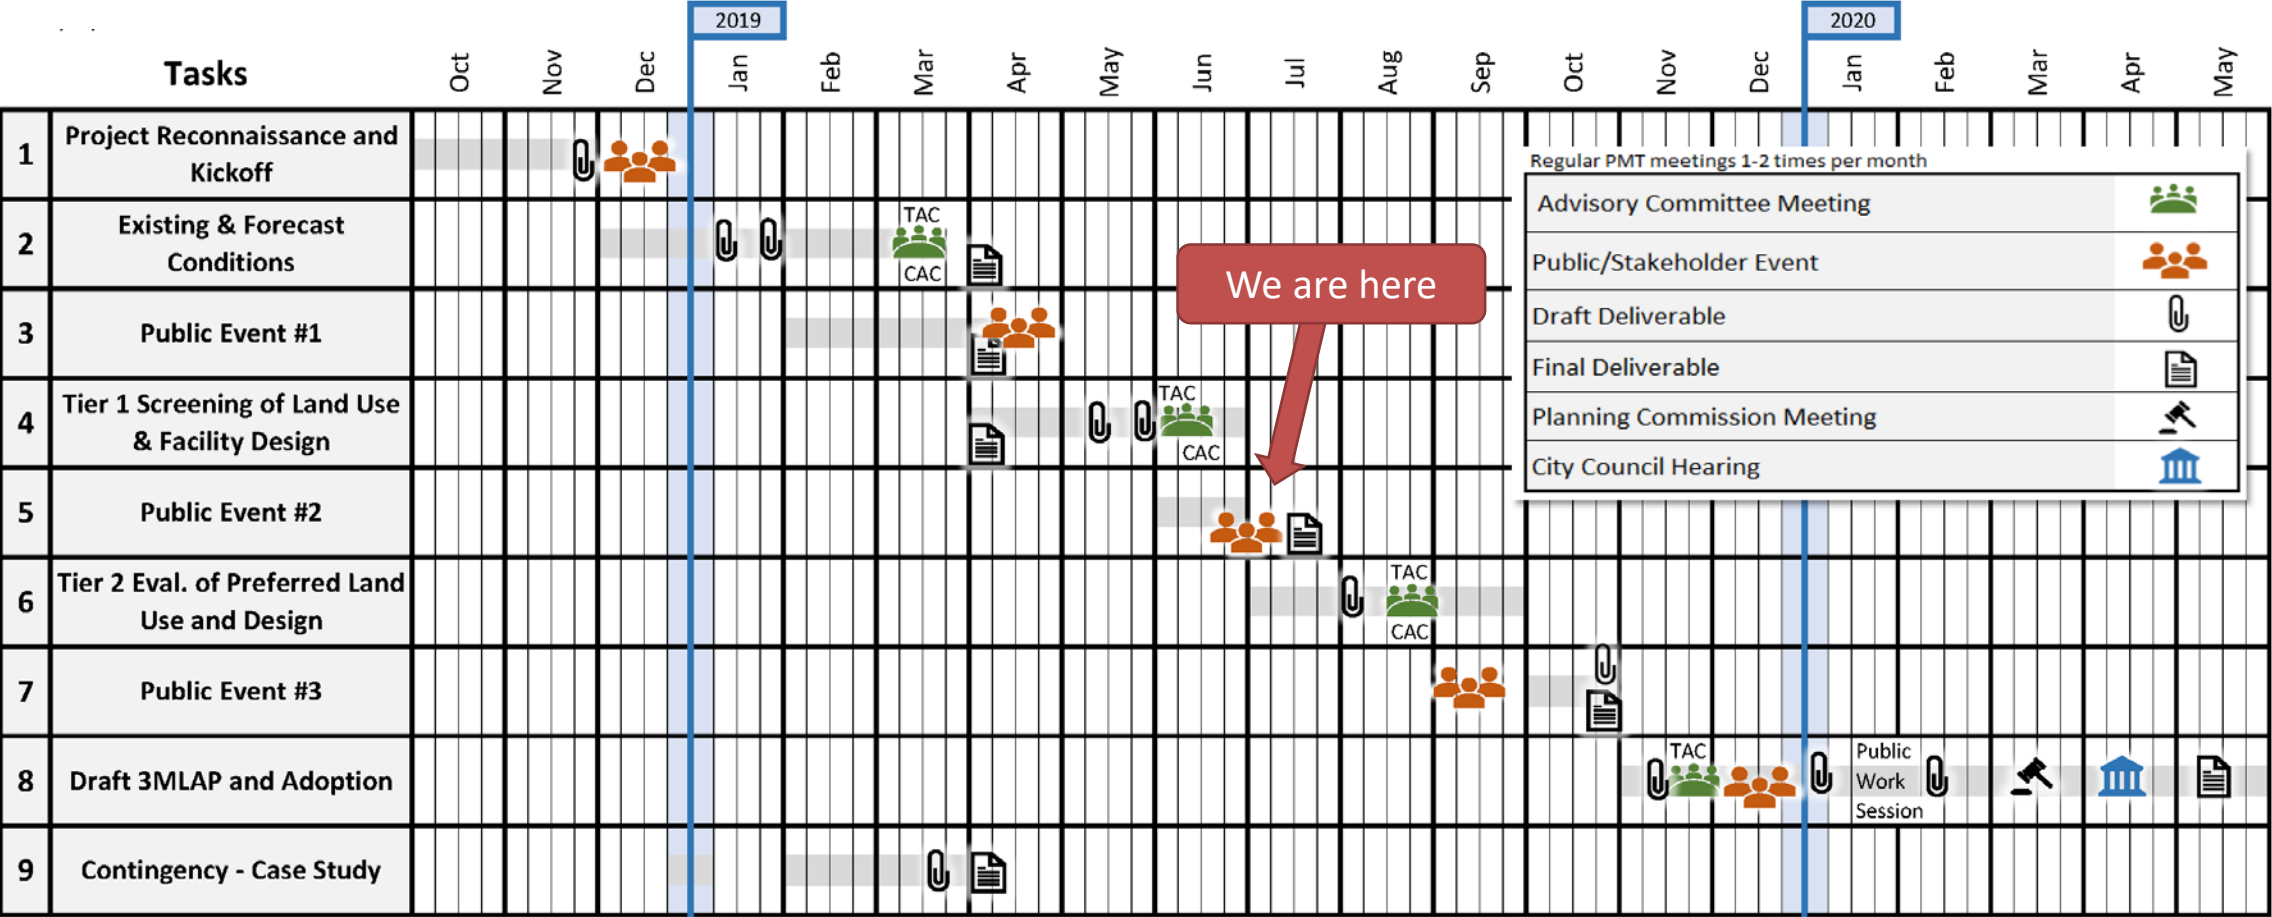 2019
2020
Tasks
Oct
Nov
Dec
Jan
Feb
Mar
Apr
May
Jun
Jul
Aug
Sep
Oct
Nov
Dec
Jan
Feb
Mar
Apr
May
1
Project Reconnaissance and
Kickoff
2
Existing & Forecast
Conditions
TAC
CAC
3
Public Event #1
4
Tier 1 Screening of Land Use
& Facility Design
TAC
CAC
We are here
5
Public Event #2
6
Tier 2 Eval. of Preferred Land
Use and Design
TAC
CAC
7
Public Event #3
8
Draft 3MLAP and Adoption
TAC
Public
Work
Session
9
Contingency - Case Study
Regular PMT meetings 1-2 times per month
Advisory Committee Meeting
Public/Stakeholder Event
Draft Deliverable
Final Deliverable
Planning Commission Meeting
City Council Hearing